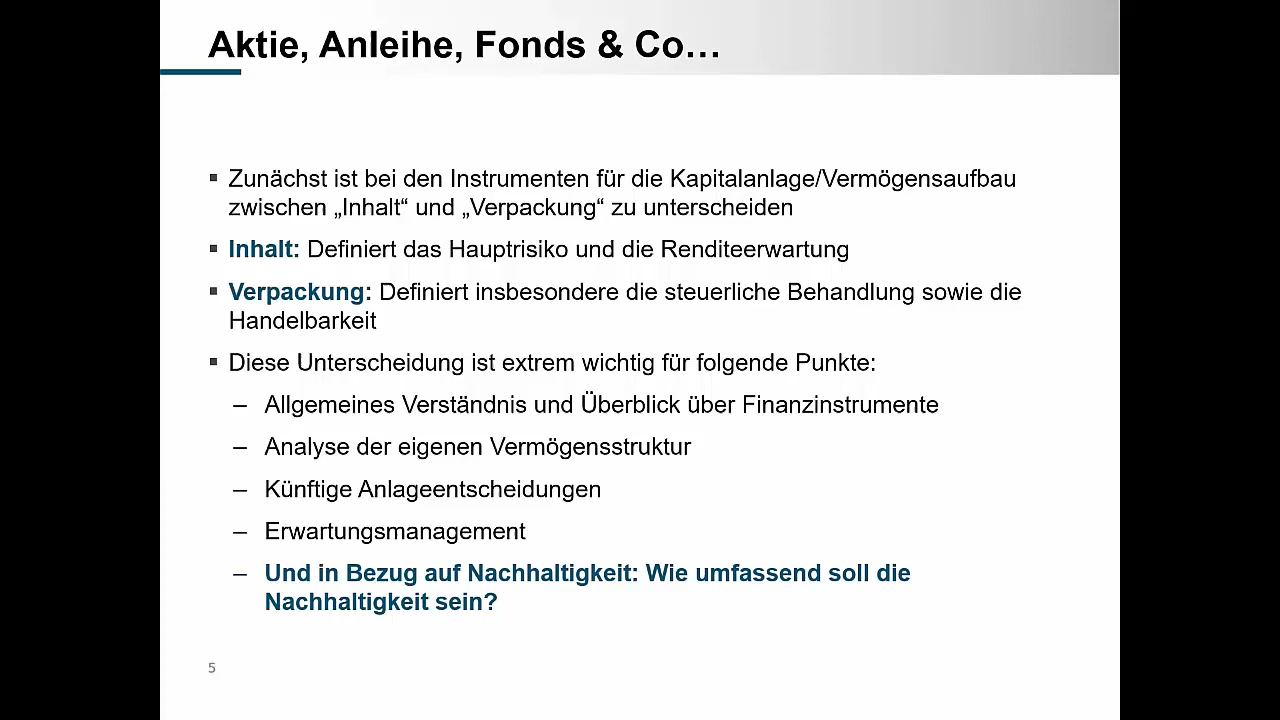 Aktie, Anleihe, Fonds & Co…
▪ Zunächst ist bei den Instrumenten für die Kapitalanlage/Vermögensaufbau
zwischen „Inhalt“ und „Verpackung“ zu unterscheiden
▪ Inhalt: Definiert das Hauptrisiko und die Renditeerwartung
▪ Verpackung: Definiert insbesondere die steuerliche Behandlung sowie die
Handelbarkeit
▪ Diese Unterscheidung ist extrem wichtig für folgende Punkte:
– Allgemeines Verständnis und Überblick über Finanzinstrumente
– Analyse der eigenen Vermögensstruktur
– Künftige Anlageentscheidungen
– Erwartungsmanagement
– Und in Bezug auf Nachhaltigkeit: Wie umfassend soll die
Nachhaltigkeit sein?
5